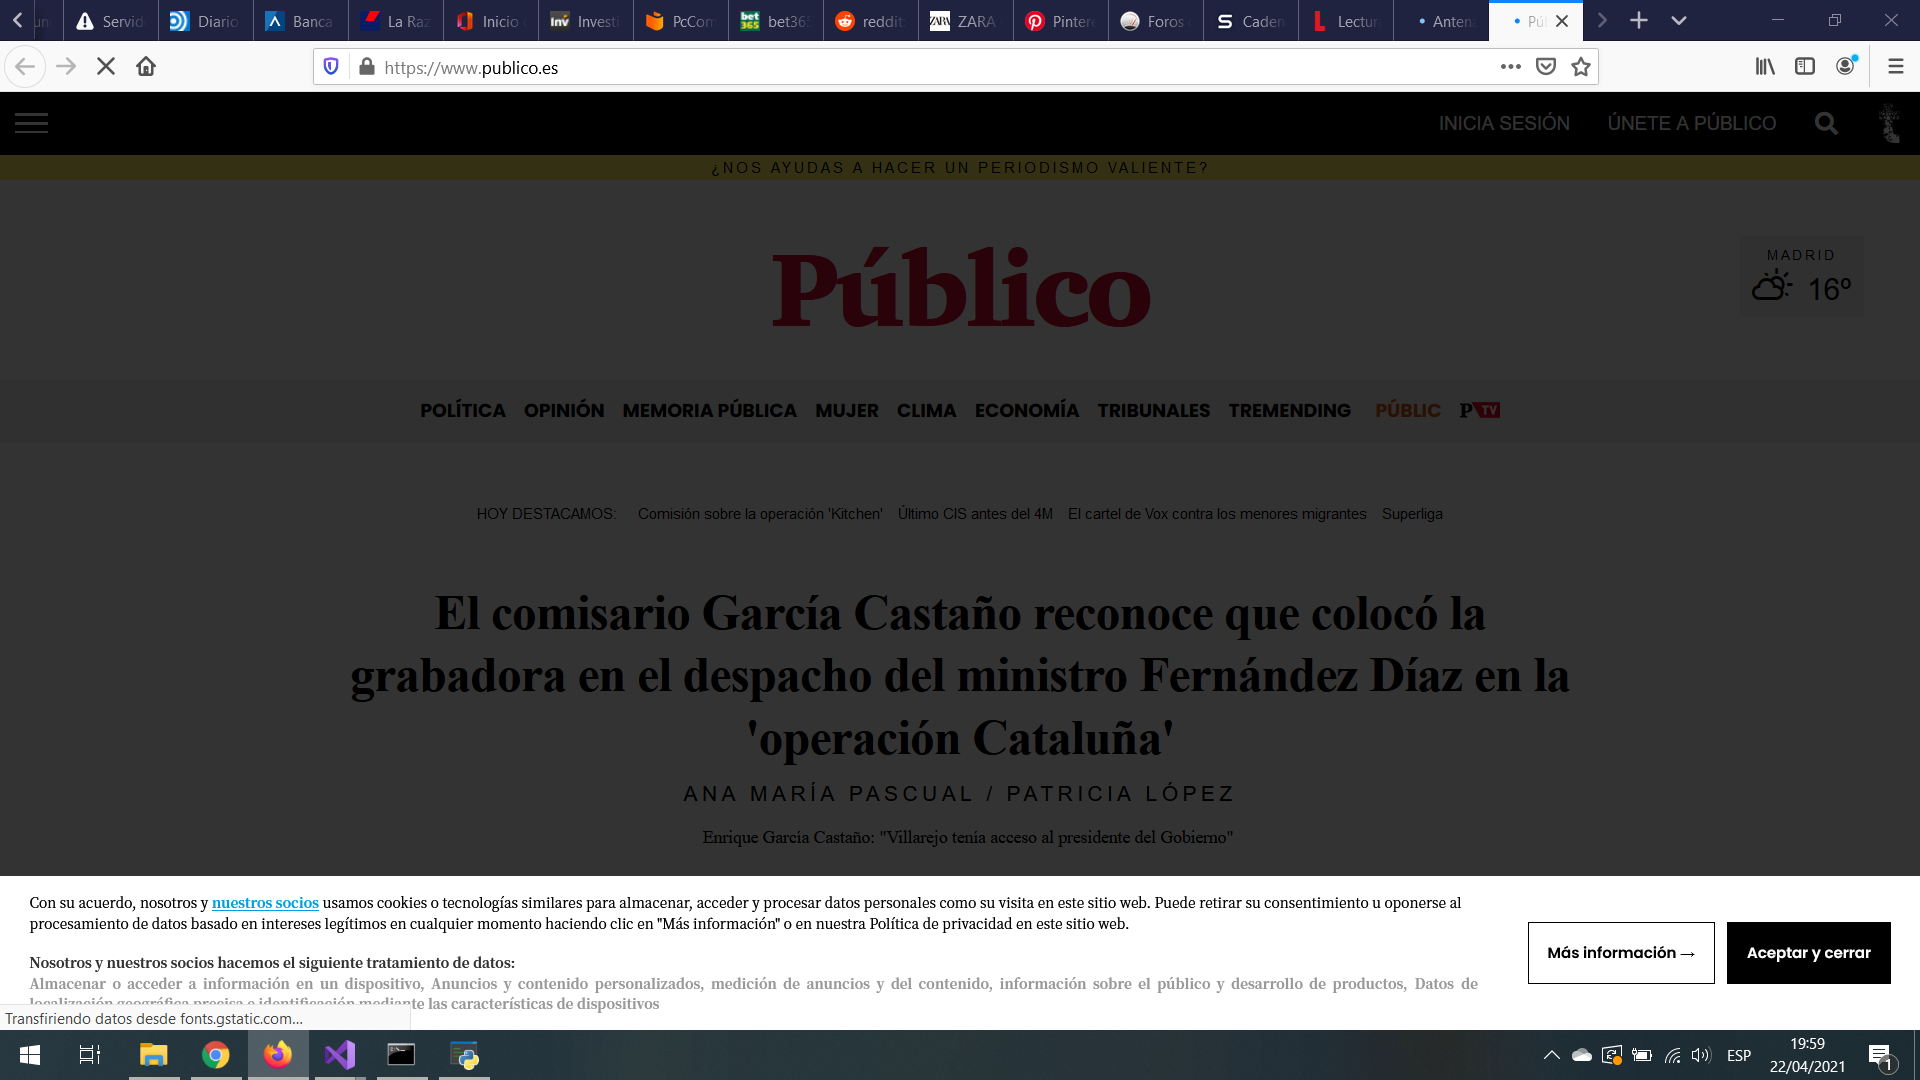 Servid
Diario
Banca
La Raz
Inicio
Investi
PcCom
bet365
reddit
ZARA
Pintere
Foros
Caden
Lectur
Antena
Púl
https://www.publico.es
INICIA SESIÓN
ÚNETE A PÚBLICO
¿NOS AYUDAS A HACER UN PERIODISMO VALIENTE?
Público
MADRID
16º
POLÍTICA OPINIÓN MEMORIA PÚBLICA MUJER CLIMA ECONOMÍA TRIBUNALES TREMENDING PÚBLIC P TV
HOY DESTACAMOS: Comisión sobre la operación 'Kitchen' Último CIS antes del 4M El cartel de Vox contra los menores migrantes Superliga
El comisario García Castaño reconoce que colocó la
grabadora en el despacho del ministro Fernández Díaz en la
'operación Cataluña'
ANA MARÍA PASCUAL / PATRICIA LÓPEZ
Enrique García Castaño: "Villarejo tenía acceso al presidente del Gobierno"
Con su acuerdo, nosotros y nuestros socios usamos cookies o tecnologías similares para almacenar, acceder y procesar datos personales como su visita en este sitio web. Puede retirar su consentimiento u oponerse al
procesamiento de datos basado en intereses legítimos en cualquier momento haciendo clic en "Más información" o en nuestra Política de privacidad en este sitio web.
Nosotros y nuestros socios hacemos el siguiente tratamiento de datos:
Almacenar o acceder a información en un dispositivo, Anuncios y contenido personalizados, medición de anuncios y del contenido, información sobre el público y desarrollo de productos, Datos de
localización geográfica precisa e identificación mediante las características de dispositivos
Más información →
Aceptar y cerrar
Transfiriendo datos desde fonts.gstatic.com...
ESP
19:59
22/04/2021
1